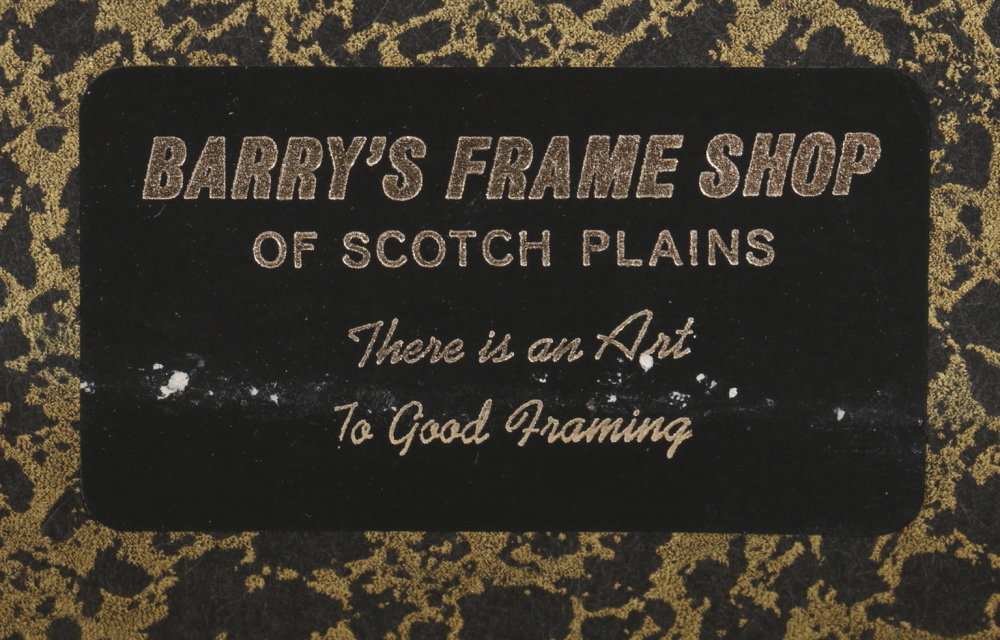 BARRY'S FRAME SHOP
OF SCOTCH PLAINS
There is an Art
To Good Framing